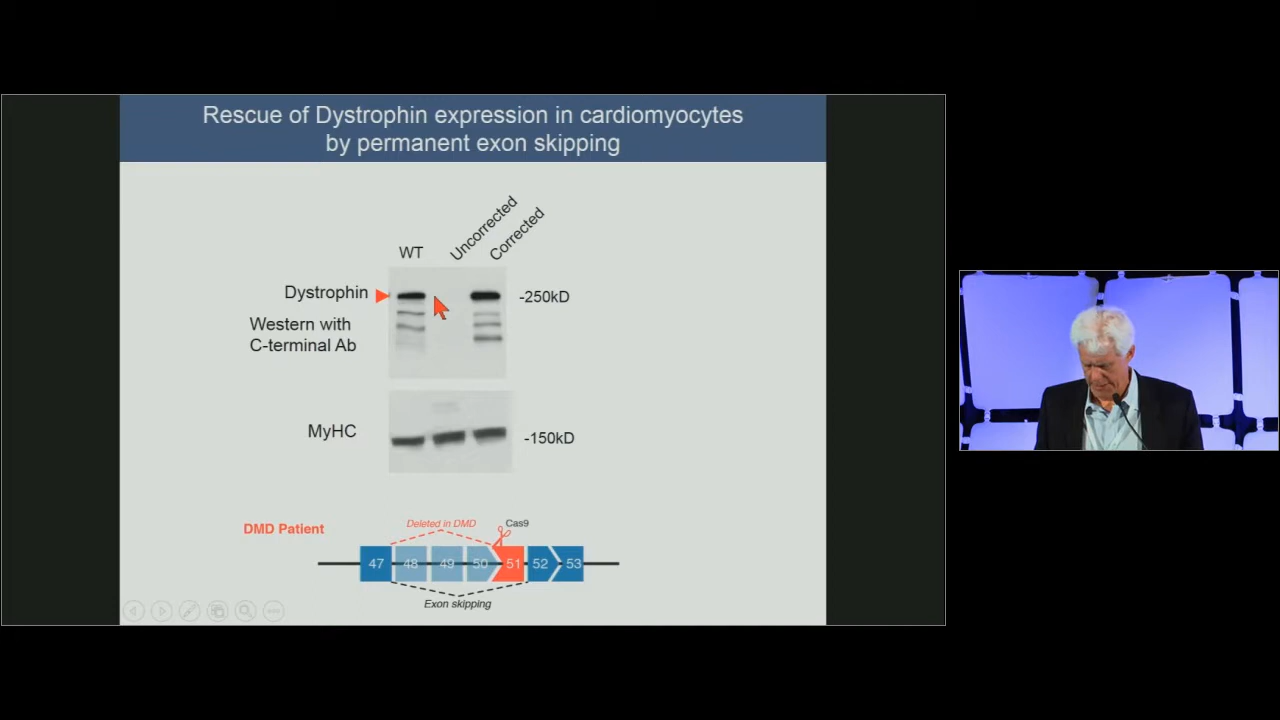 Rescue of Dystrophin expression in cardiomyocytes
by permanent exon skipping
WT
Uncorrected
Corrected
Dystrophin
-250kD
Western with
C-terminal Ab
MyHC
-150kD
DMD Patient
Deleted in DMD
Cas9
47 48 49 50 51 52 53
Exon skipping